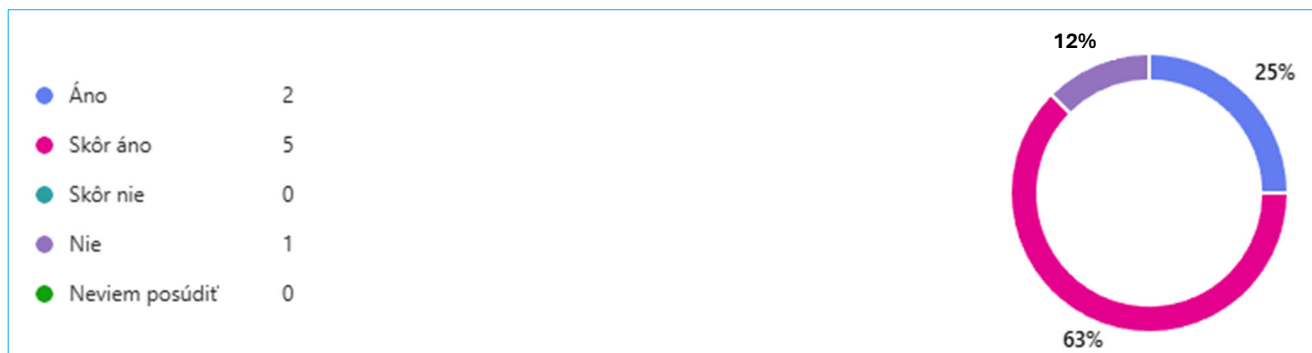 Áno 2
Skôr áno 5
Skôr nie 0
Nie 1
Neviem posúdiť 0
12%
25%
63%